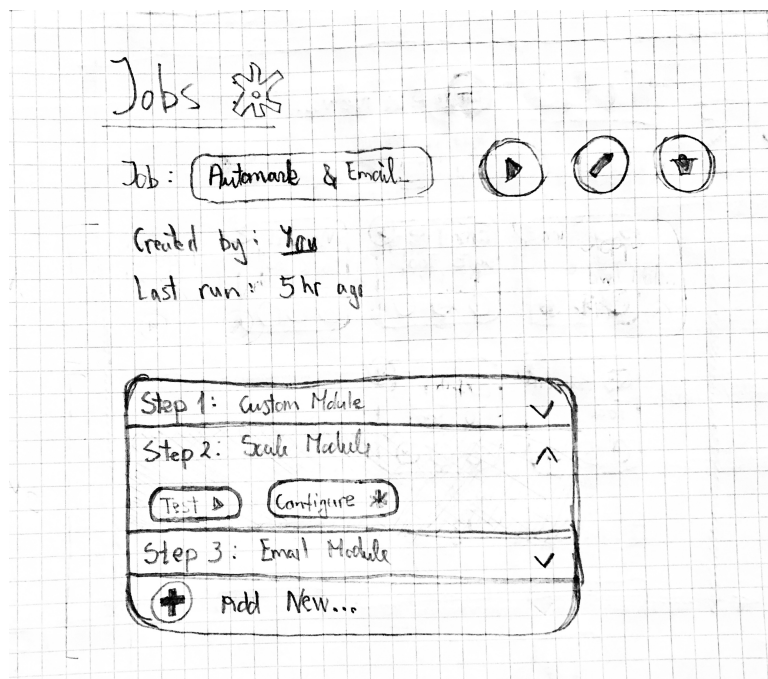 Jobs
Job: Automark & Email
Created by: You
Last run: 5 hr ago
Step 1: Custom Module
Step 2: Scale Module
Test Configure
Step 3: Email Module
Add New...